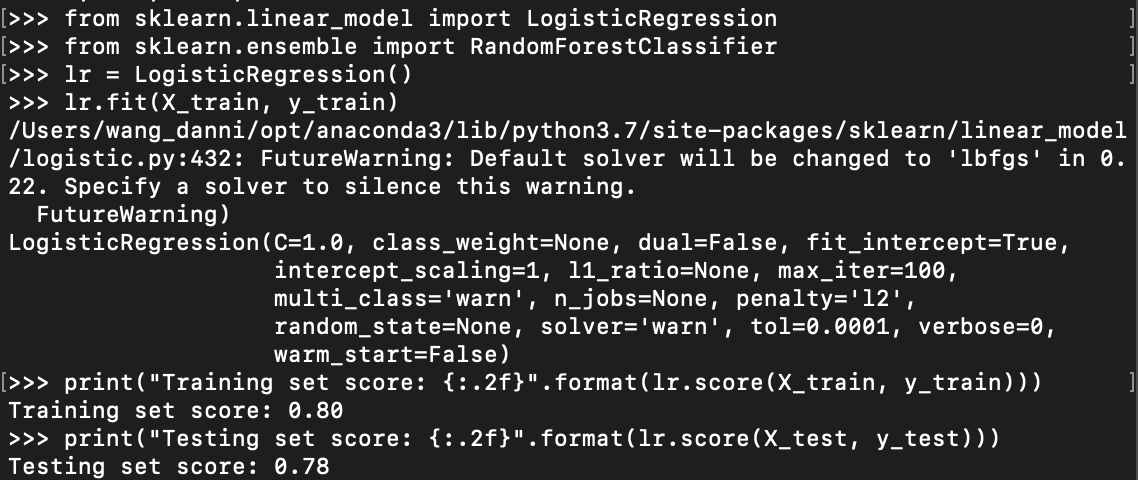 [>>> from sklearn.linear_model import LogisticRegression ]
[>>> from sklearn.ensemble import RandomForestClassifier ]
[>>> lr = LogisticRegression() ]
>>> lr.fit(X_train, y_train)
/Users/wang_danni/opt/anaconda3/lib/python3.7/site-packages/sklearn/linear_model
/logistic.py:432: FutureWarning: Default solver will be changed to 'lbfgs' in 0.
22. Specify a solver to silence this warning.
  FutureWarning)
LogisticRegression(C=1.0, class_weight=None, dual=False, fit_intercept=True,
                   intercept_scaling=1, l1_ratio=None, max_iter=100,
                   multi_class='warn', n_jobs=None, penalty='l2',
                   random_state=None, solver='warn', tol=0.0001, verbose=0,
                   warm_start=False)
[>>> print("Training set score: {:.2f}".format(lr.score(X_train, y_train))) ]
Training set score: 0.80
>>> print("Testing set score: {:.2f}".format(lr.score(X_test, y_test)))
Testing set score: 0.78